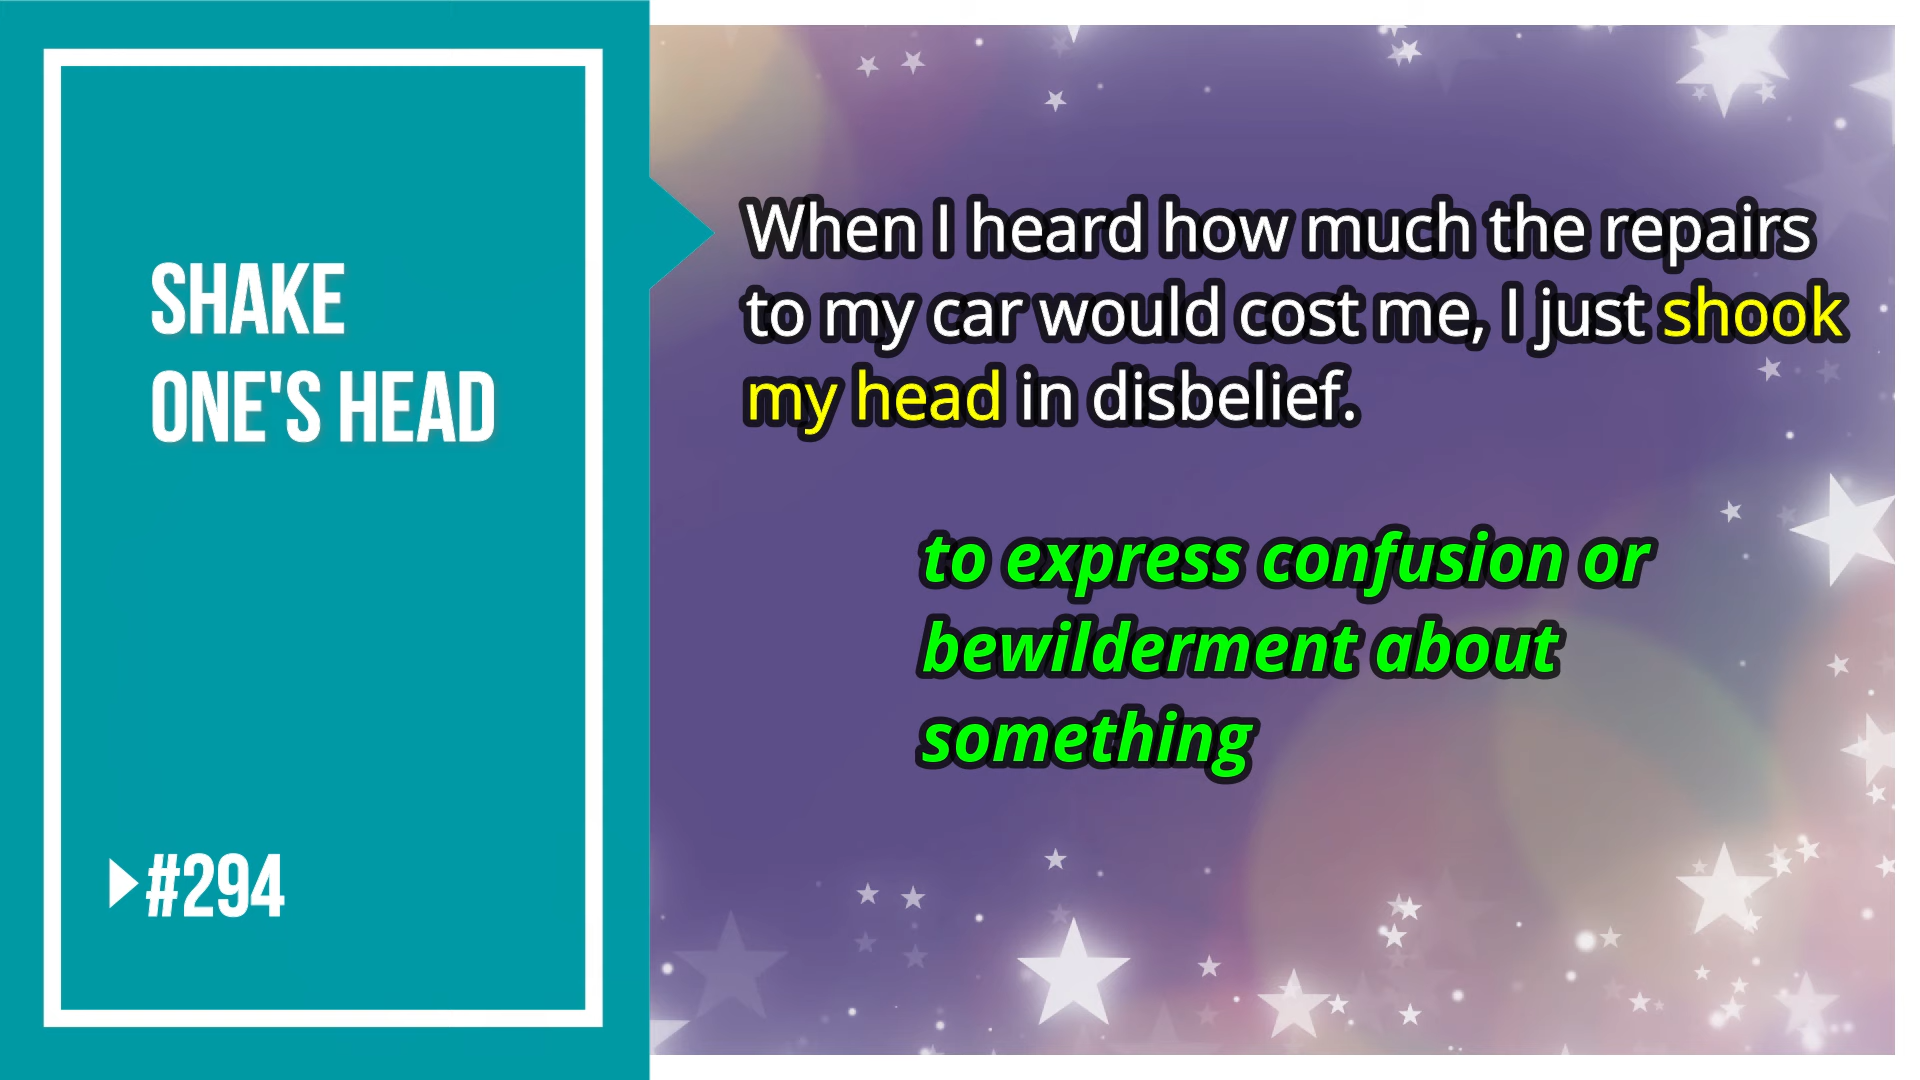 SHAKE
ONE'S HEAD
#294
When I heard how much the repairs
to my car would cost me, I just shook
my head in disbelief.
to express confusion or
bewilderment about
something